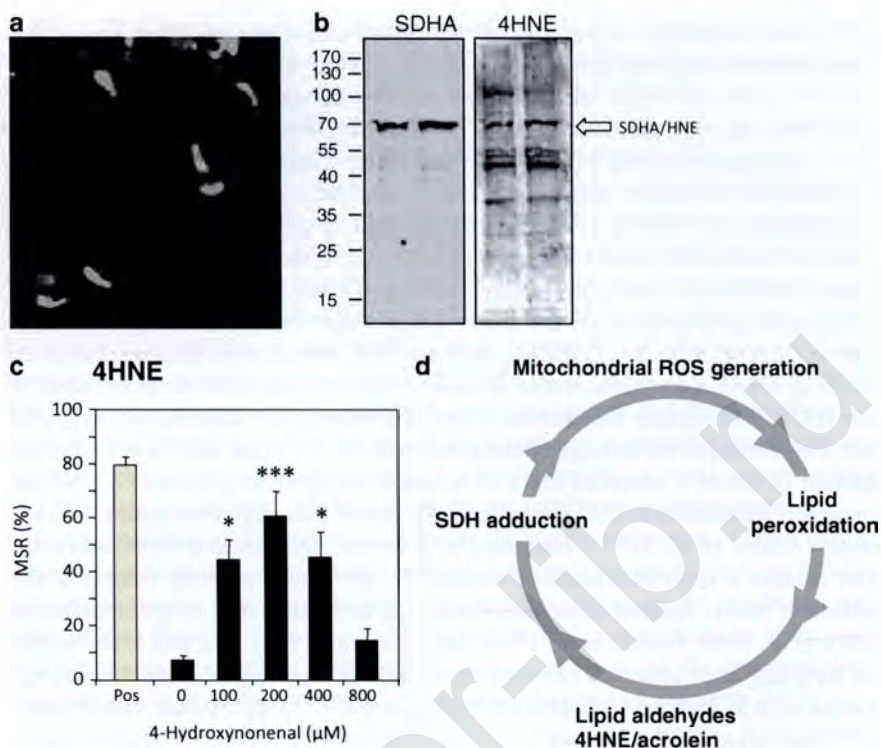 a
b
SDHA 4HNE
170
130
100
70
55
40
35
25
15
SDHA/HNE
c
4HNE
100
80
60
40
20
0
MSR (%)
*
***
*
Pos 0 100 200 400 800
4-Hydroxynonenal (µM)
d
Mitochondrial ROS generation
Lipid
peroxidation
SDH adduction
Lipid aldehydes
4HNE/acrolein